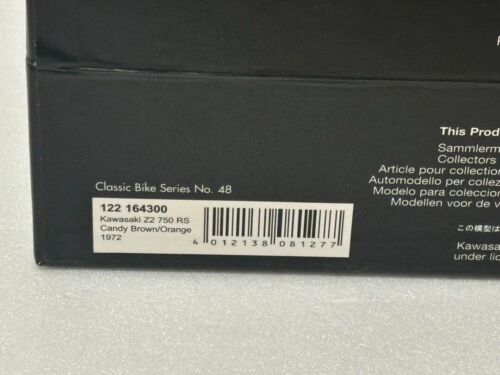 This Prod
Sammlerm
Collectors
Article pour collection
Automodello per collez
Modelo para coleccion
Modellen voor de v
Classic Bike Series No. 48
122 164300
Kawasaki Z2 750 RS
Candy Brown/Orange
1972
4 012138 081277
この模型は
Kawasa
under lic